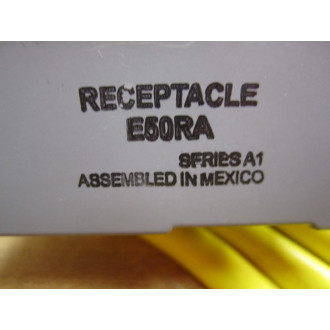 RECEPTACLE
E50RA
SERIES A1
ASSEMBLED IN MEXICO